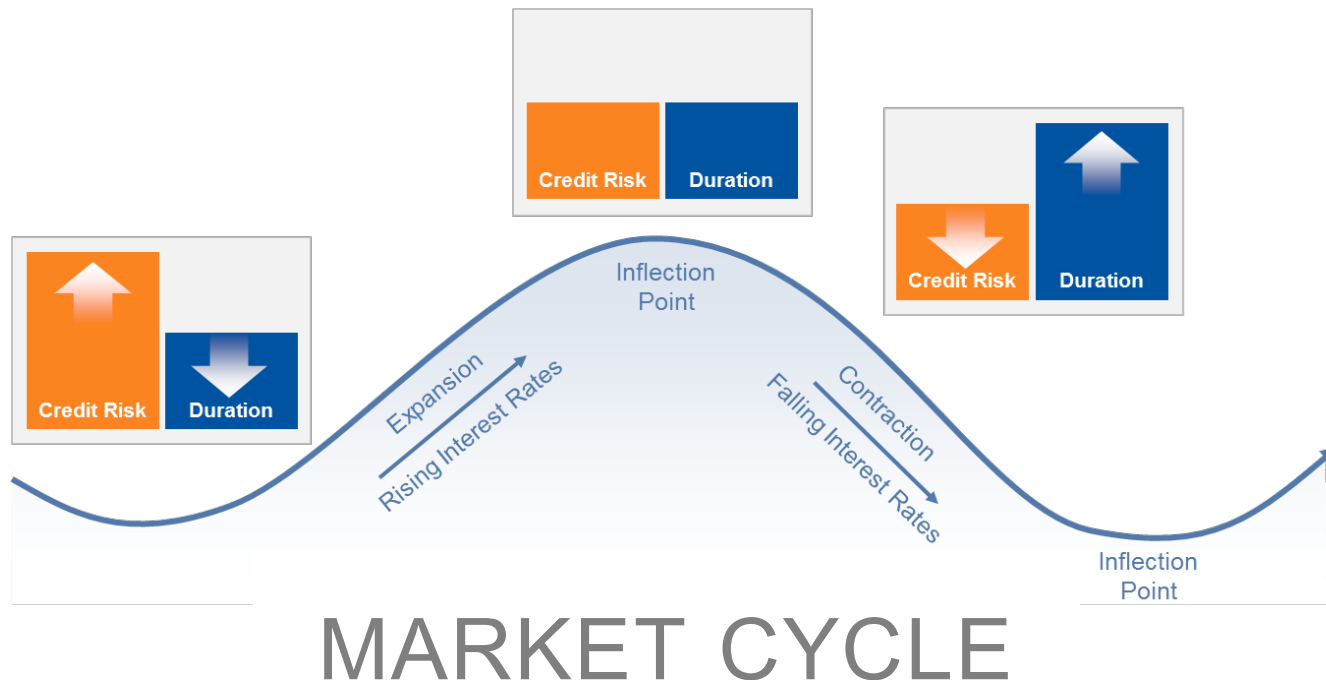 Credit Risk
Duration
Credit Risk
Duration
Credit Risk
Duration
Inflection
Point
Expansion
Rising Interest Rates
Contraction
Falling Interest Rates
Inflection
Point
MARKET CYCLE